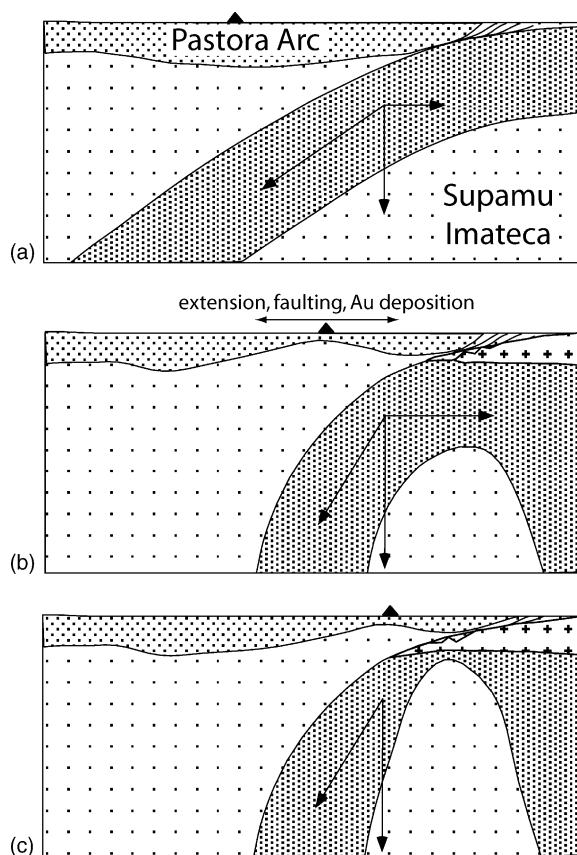 Pastora Arc
Supamu
Imateca
(a)
extension, faulting, Au deposition
(b)
(c)